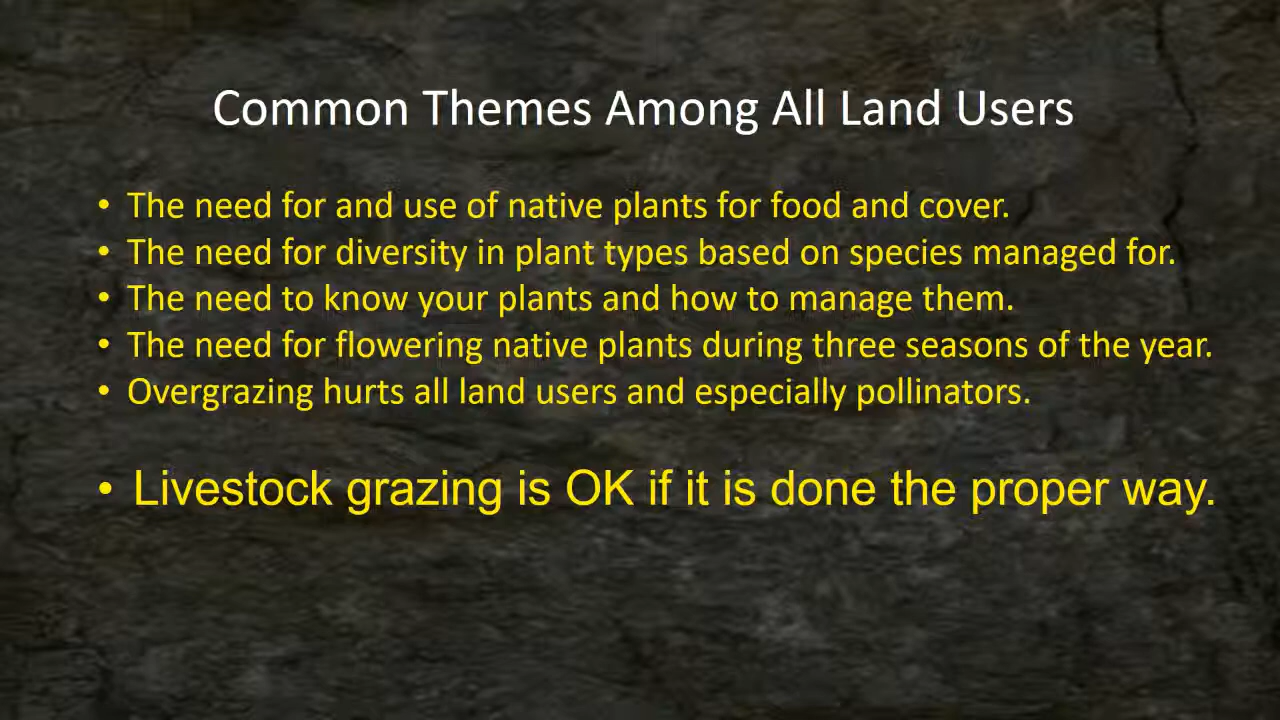 Common Themes Among All Land Users
• The need for and use of native plants for food and cover.
• The need for diversity in plant types based on species managed for.
• The need to know your plants and how to manage them.
• The need for flowering native plants during three seasons of the year.
• Overgrazing hurts all land users and especially pollinators.
• Livestock grazing is OK if it is done the proper way.